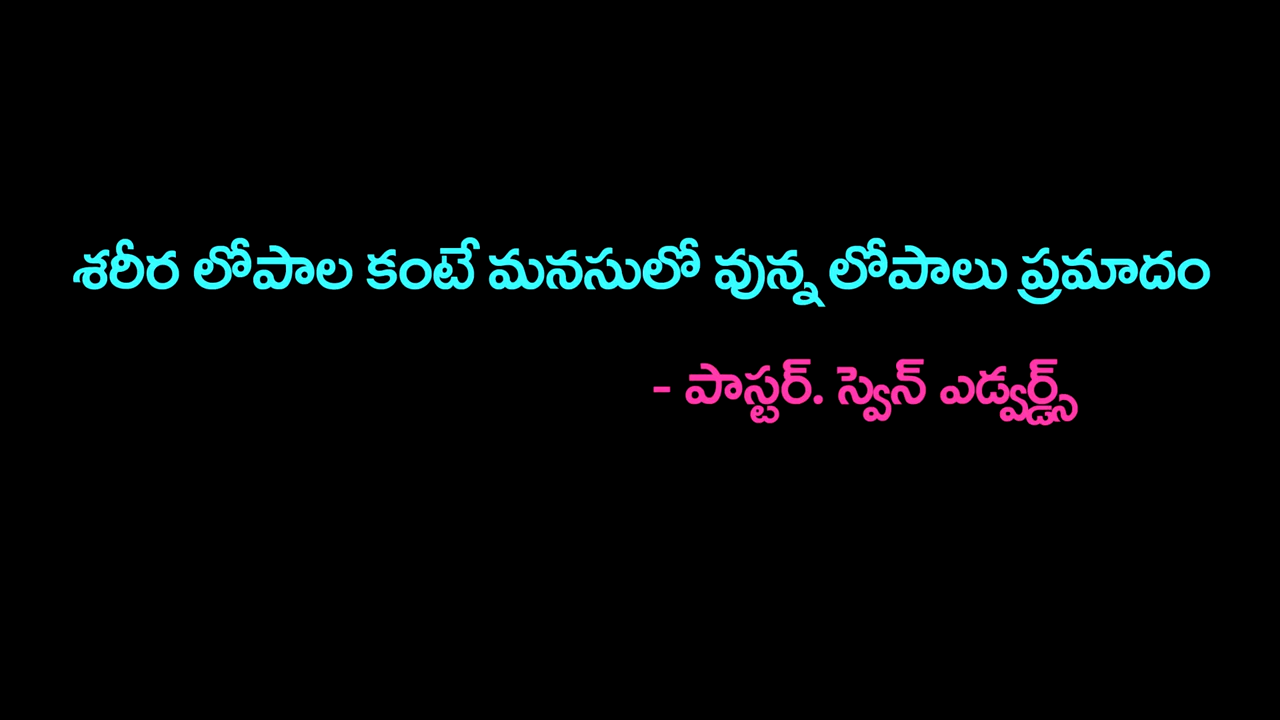 శరీర లోపాల కంటే మనసులో వున్న లోపాలు ప్రమాదం
- పాస్టర్. స్వెన్ ఎడ్వర్డ్స్